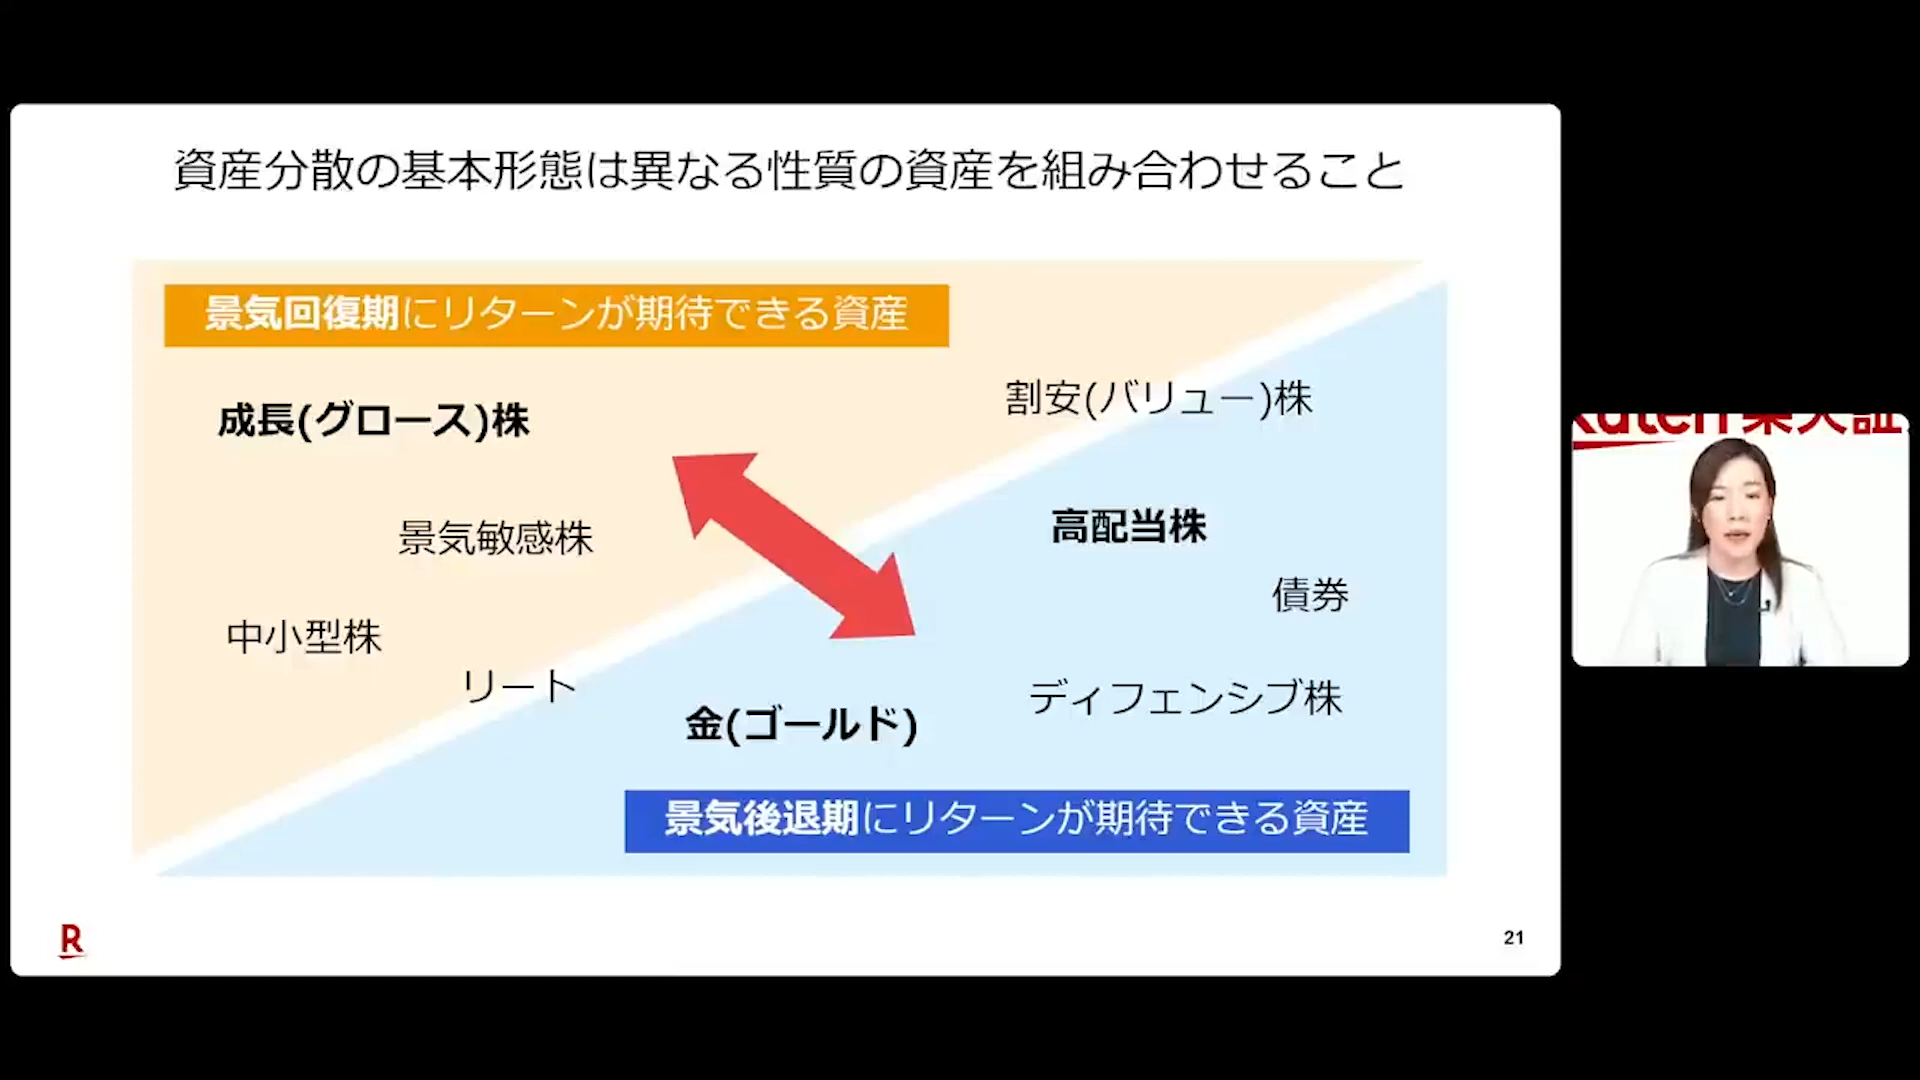 資産分散の基本形態は異なる性質の資産を組み合わせること
景気回復期にリターンが期待できる資産
成長(グロース)株
割安(バリュー)株
景気敏感株
高配当株
債券
中小型株
リート
ディフェンシブ株
金(ゴールド)
景気後退期にリターンが期待できる資産
R
21
Rakuten 楽天証